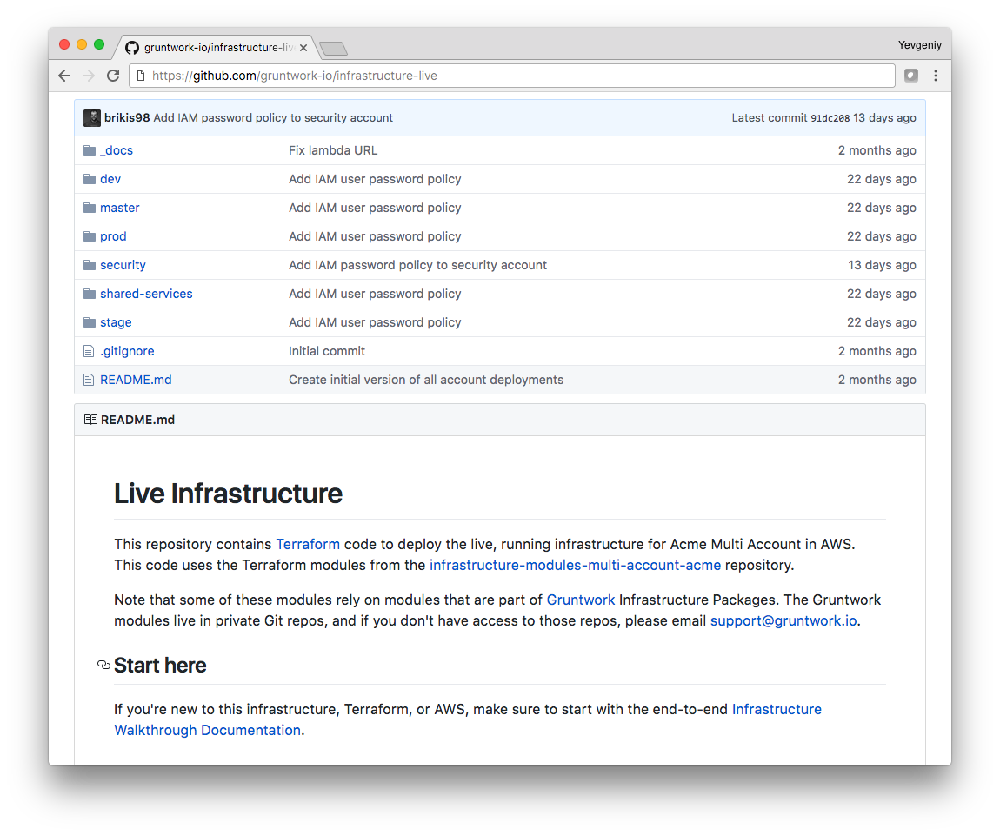 gruntwork-io/infrastructure-liv
Yevgeniy
https://github.com/gruntwork-io/infrastructure-live
brikis98 Add IAM password policy to security account Latest commit 91dc208 13 days ago
_docs Fix lambda URL 2 months ago
dev Add IAM user password policy 22 days ago
master Add IAM user password policy 22 days ago
prod Add IAM user password policy 22 days ago
security Add IAM password policy to security account 13 days ago
shared-services Add IAM user password policy 22 days ago
stage Add IAM user password policy 22 days ago
.gitignore Initial commit 2 months ago
README.md Create initial version of all account deployments 2 months ago
README.md
Live Infrastructure
This repository contains Terraform code to deploy the live, running infrastructure for Acme Multi Account in AWS.
This code uses the Terraform modules from the infrastructure-modules-multi-account-acme repository.
Note that some of these modules rely on modules that are part of Gruntwork Infrastructure Packages. The Gruntwork
modules live in private Git repos, and if you don't have access to those repos, please email support@gruntwork.io.
Start here
If you're new to this infrastructure, Terraform, or AWS, make sure to start with the end-to-end Infrastructure
Walkthrough Documentation.